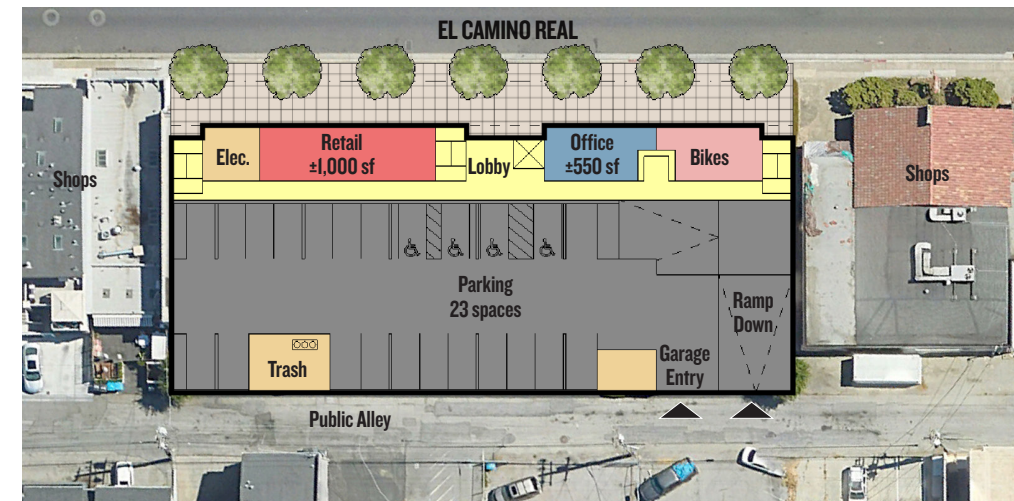 EL CAMINO REAL
Elec.
Retail
±1,000 sf
Lobby
Office
±550 sf
Bikes
Shops
Shops
Parking
23 spaces
Ramp
Down
Trash
Garage
Entry
Public Alley